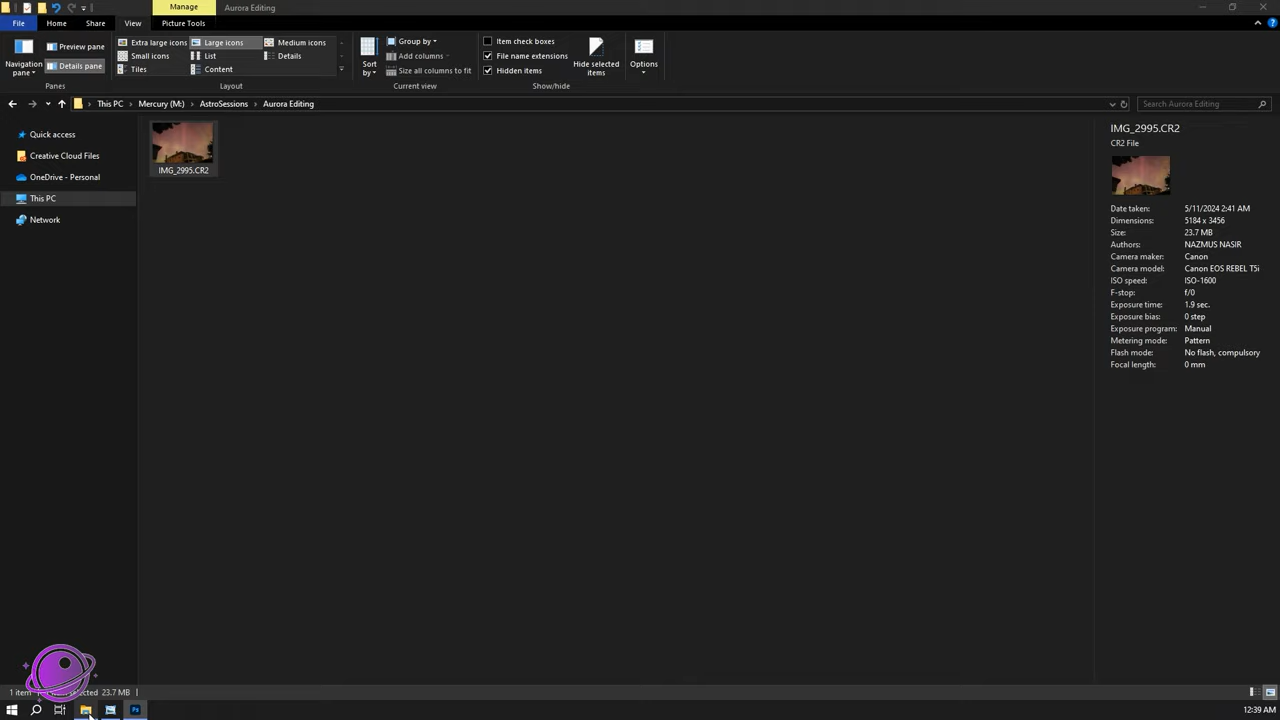 Manage
Aurora Editing
File
Home
Share
View
Picture Tools
Navigation pane
Preview pane
Details pane
Panes
Extra large icons
Large icons
Medium icons
Small icons
List
Details
Tiles
Content
Layout
Sort by
Group by
Add columns
Size all columns to fit
Current view
Item check boxes
File name extensions
Hidden items
Hide selected items
Show/hide
Options
This PC > Mercury (M:) > AstroSessions > Aurora Editing
Search Aurora Editing
Quick access
Creative Cloud Files
OneDrive - Personal
This PC
Network
IMG_2995.CR2
IMG_2995.CR2
CR2 File
Date taken: 5/11/2024 2:41 AM
Dimensions: 5184 x 3456
Size: 23.7 MB
Authors: NAZMUS NASIR
Camera maker: Canon
Camera model: Canon EOS REBEL T5i
ISO speed: ISO-1600
F-stop: f/0
Exposure time: 1.9 sec.
Exposure bias: 0 step
Exposure program: Manual
Metering mode: Pattern
Flash mode: No flash, compulsory
Focal length: 0 mm
1 item
23.7 MB
Ps
12:39 AM